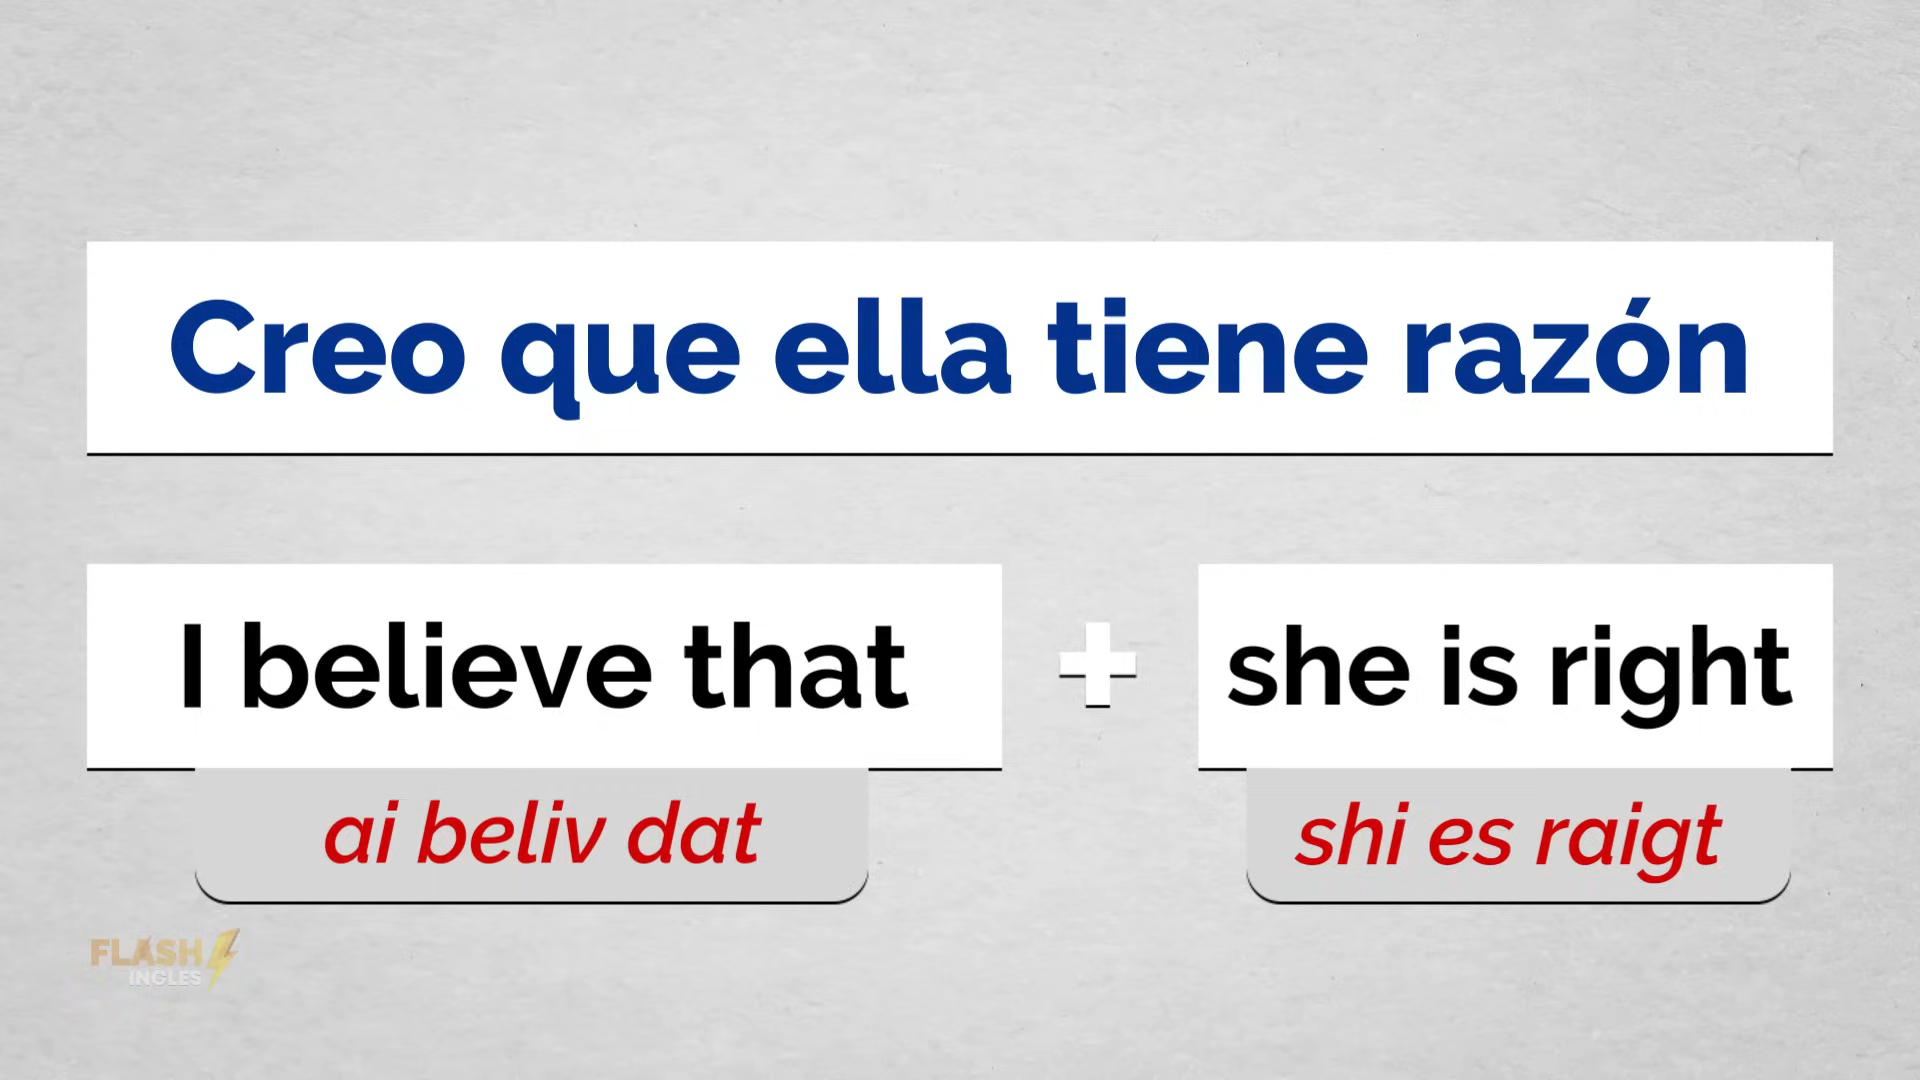 Creo que ella tiene razón
I believe that + she is right
ai beliv dat shi es raigt
FLASH
INGLES